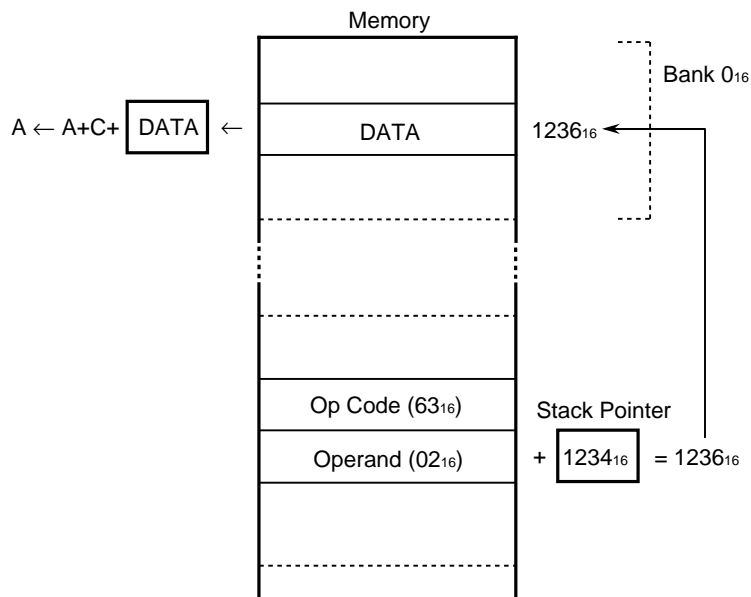 Memory
Bank 0₁₆
A ← A+C+ DATA ← DATA 1236₁₆
Op Code (63₁₆)
Stack Pointer
Operand (02₁₆) + 1234₁₆ = 1236₁₆